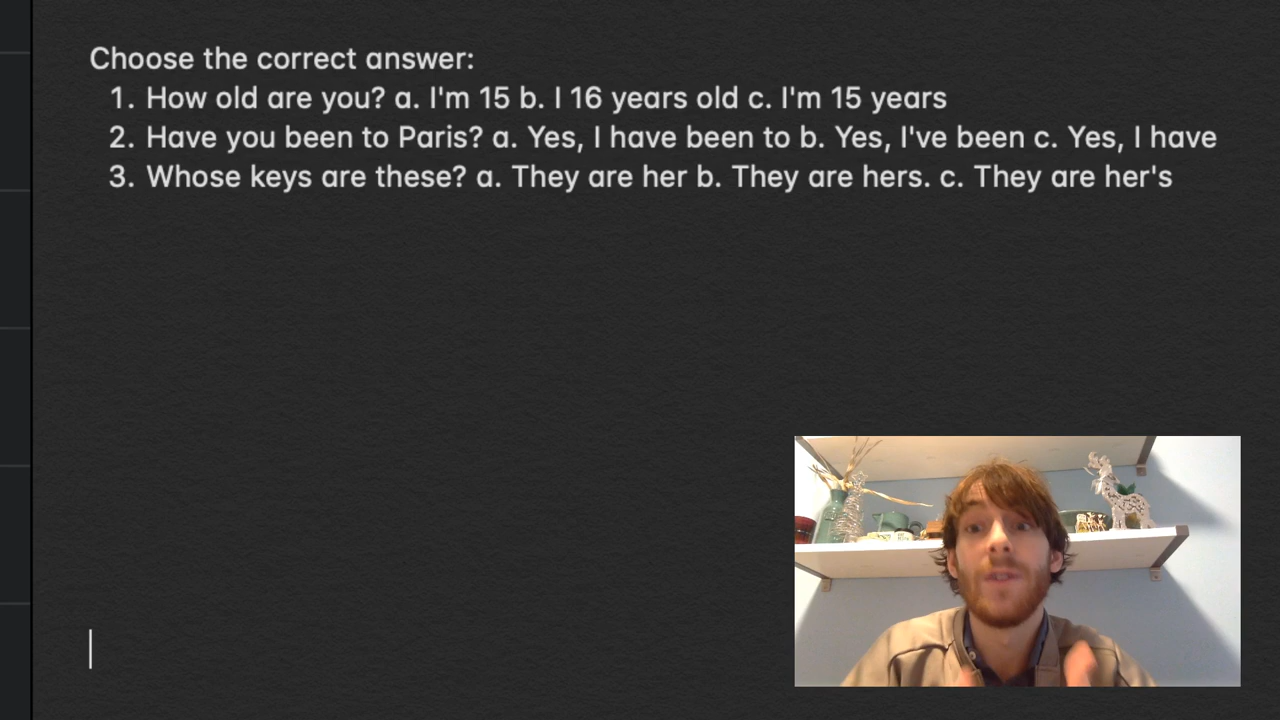 Choose the correct answer:
1. How old are you? a. I'm 15 b. I 16 years old c. I'm 15 years
2. Have you been to Paris? a. Yes, I have been to b. Yes, I've been c. Yes, I have
3. Whose keys are these? a. They are her b. They are hers. c. They are her's